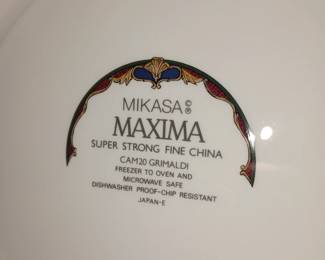 MIKASA©®
MAXIMA
SUPER STRONG FINE CHINA
CAM20 GRIMALDI
FREEZER TO OVEN AND
MICROWAVE SAFE
DISHWASHER PROOF-CHIP RESISTANT
JAPAN-E